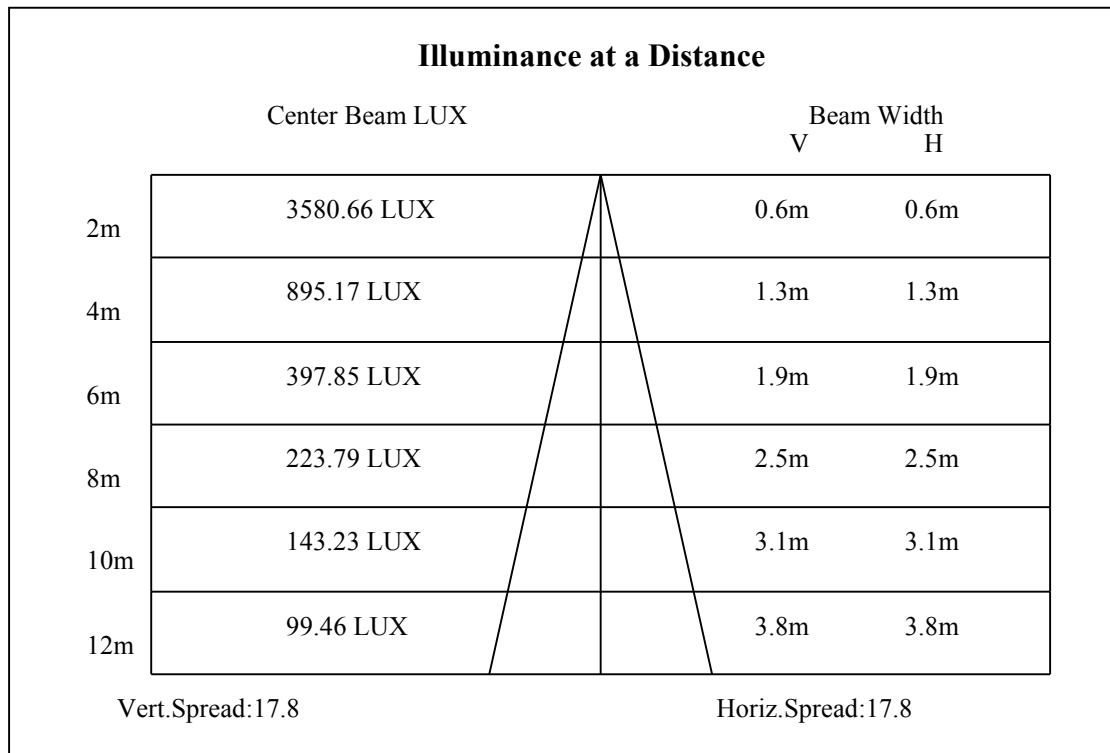 Illuminance at a Distance
Center Beam LUX Beam Width
V H
2m 3580.66 LUX 0.6m 0.6m
4m 895.17 LUX 1.3m 1.3m
6m 397.85 LUX 1.9m 1.9m
8m 223.79 LUX 2.5m 2.5m
10m 143.23 LUX 3.1m 3.1m
12m 99.46 LUX 3.8m 3.8m
Vert.Spread:17.8 Horiz.Spread:17.8